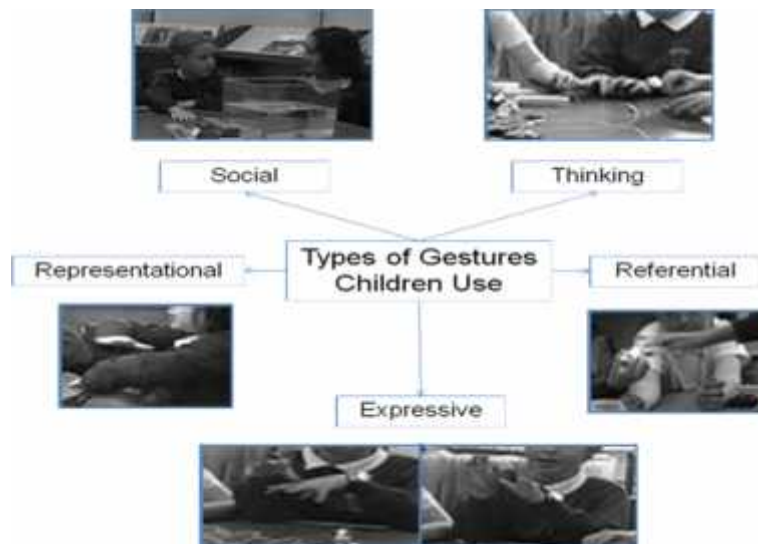 Social
Thinking
Types of Gestures
Children Use
Representational
Referential
Expressive